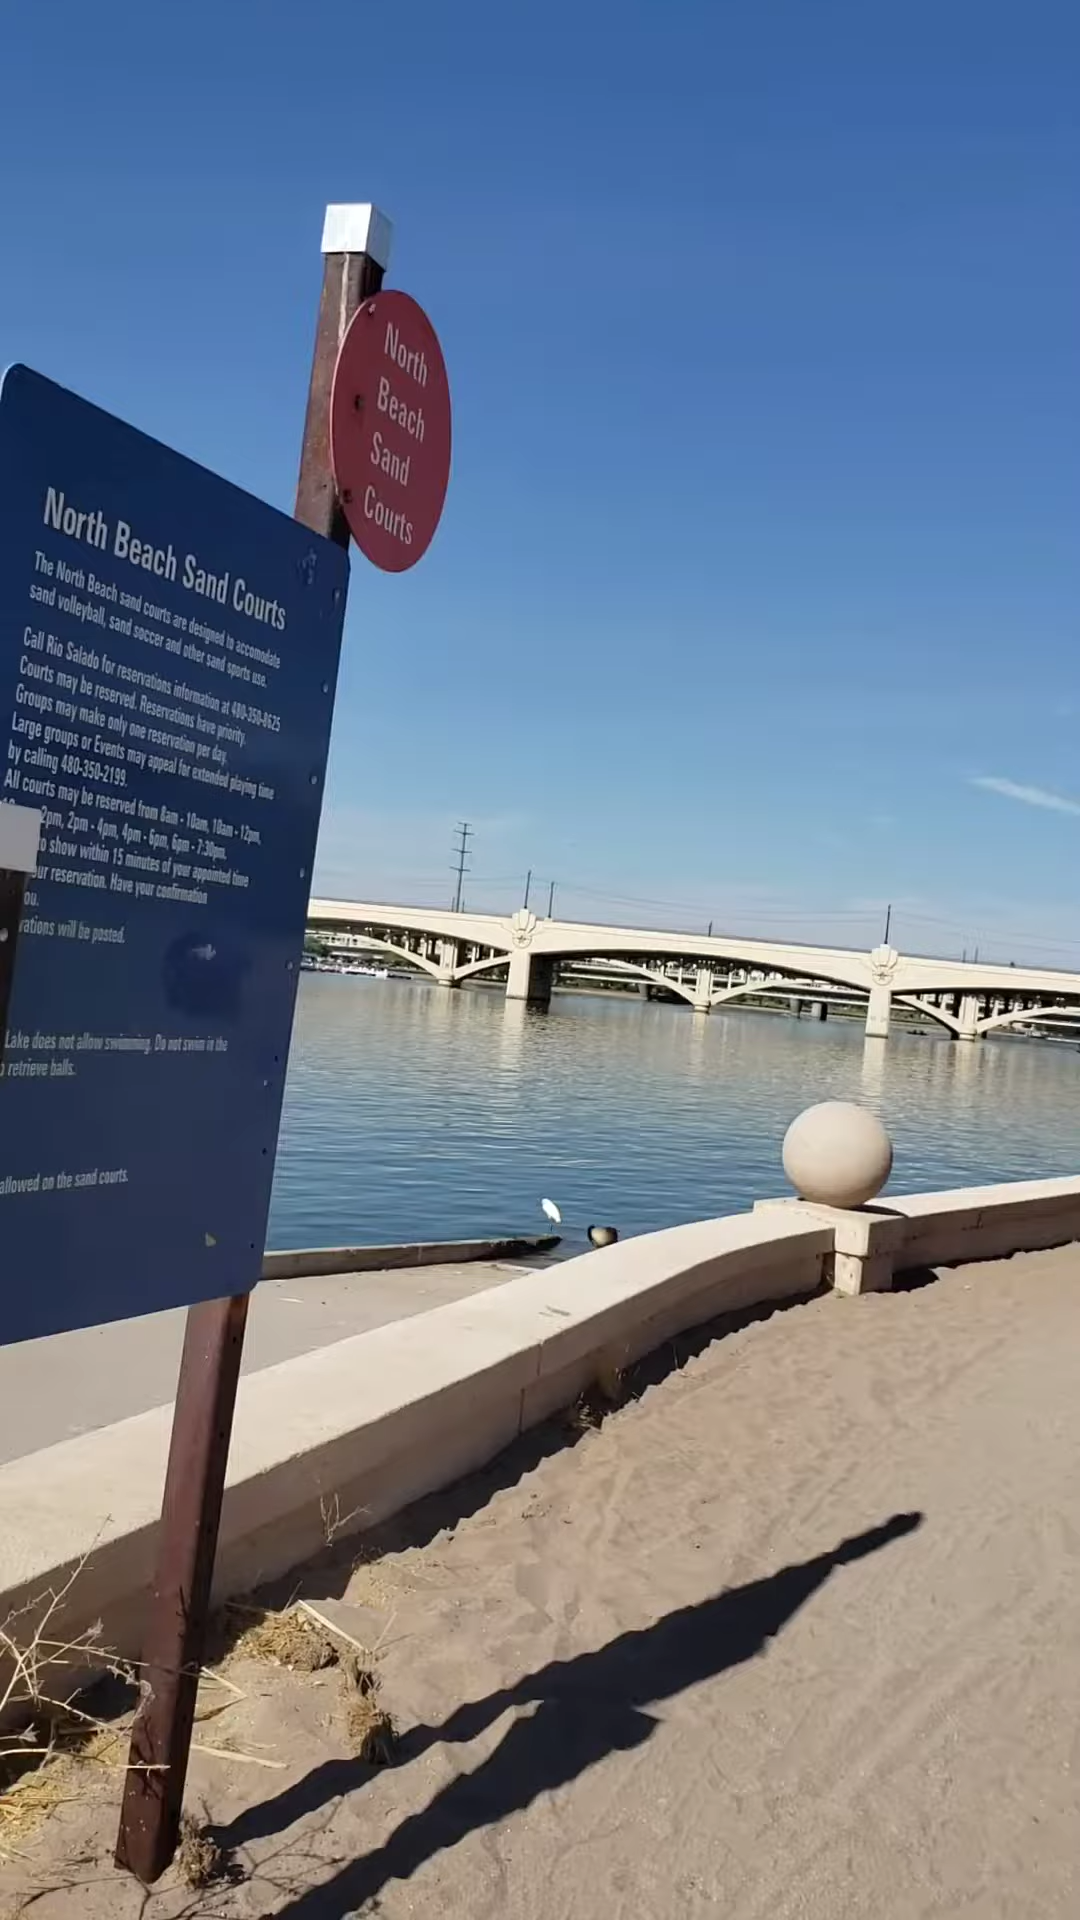 North
Beach
Sand
Courts
North Beach Sand Courts
The North Beach sand courts are designed to accomodate
sand volleyball, sand soccer and other sand sports use.
Call Rio Salado for reservations information at 480-350-8625
Courts may be reserved. Reservations have priority.
Groups may make only one reservation per day.
Large groups or Events may appeal for extended playing time
by calling 480-350-2199.
All courts may be reserved from 8am - 10am, 10am - 12pm,
2pm, 2pm - 4pm, 4pm - 6pm, 6pm - 7:30pm.
to show within 15 minutes of your appointed time
our reservation. Have your confirmation
will be posted.
Lake does not allow swimming. Do not swim in the
retrieve balls.
allowed on the sand courts.